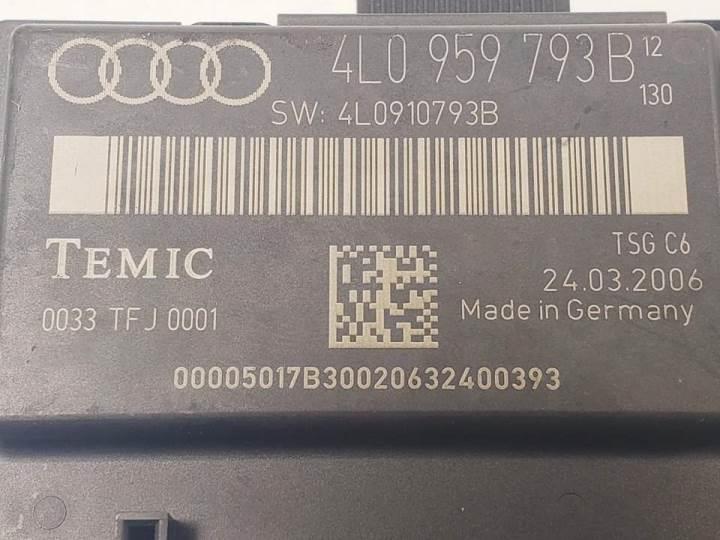 4L0 959 793 B 12
130
SW: 4L0910793B
TEMIC
TSG C6
24.03.2006
0033 TFJ 0001
Made in Germany
00005017B30020632400393